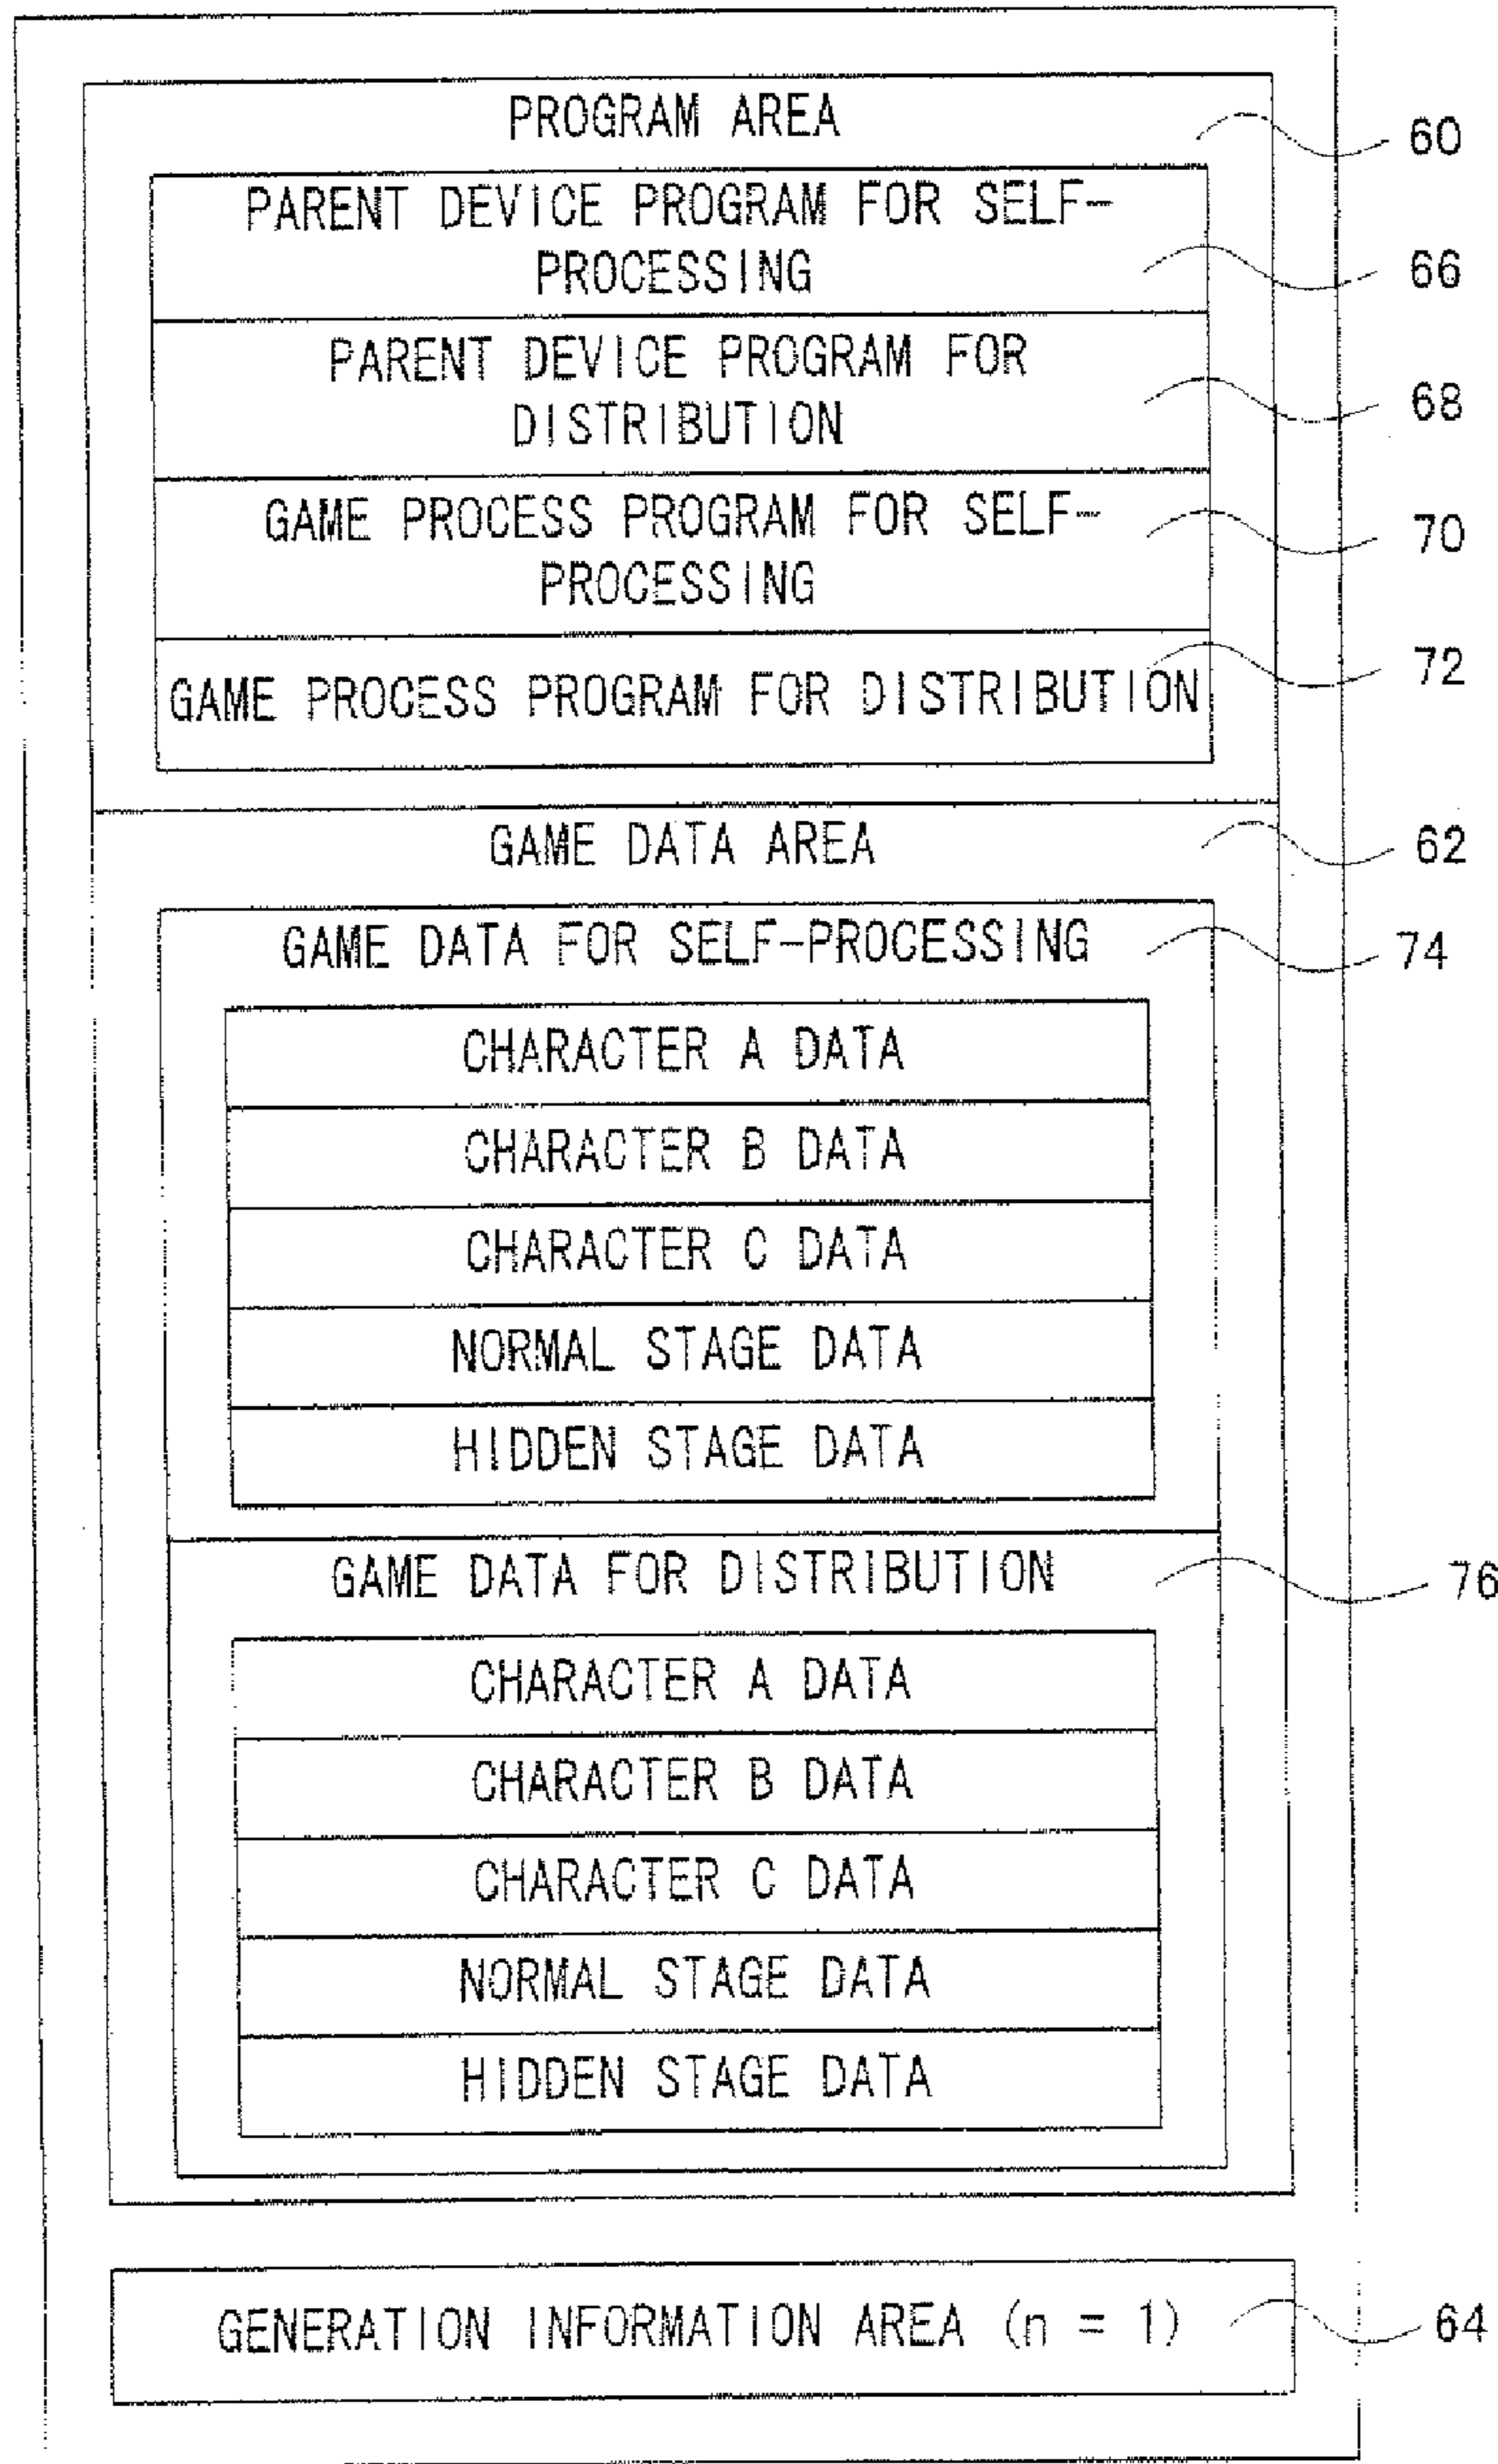 PROGRAM AREA
60
PARENT DEVICE PROGRAM FOR SELF-
PROCESSING
66
PARENT DEVICE PROGRAM FOR
DISTRIBUTION
68
GAME PROCESS PROGRAM FOR SELF-
PROCESSING
70
GAME PROCESS PROGRAM FOR DISTRIBUTION
72
GAME DATA AREA
62
GAME DATA FOR SELF-PROCESSING
74
CHARACTER A DATA
CHARACTER B DATA
CHARACTER C DATA
NORMAL STAGE DATA
HIDDEN STAGE DATA
GAME DATA FOR DISTRIBUTION
76
CHARACTER A DATA
CHARACTER B DATA
CHARACTER C DATA
NORMAL STAGE DATA
HIDDEN STAGE DATA
GENERATION INFORMATION AREA (n = 1)
64